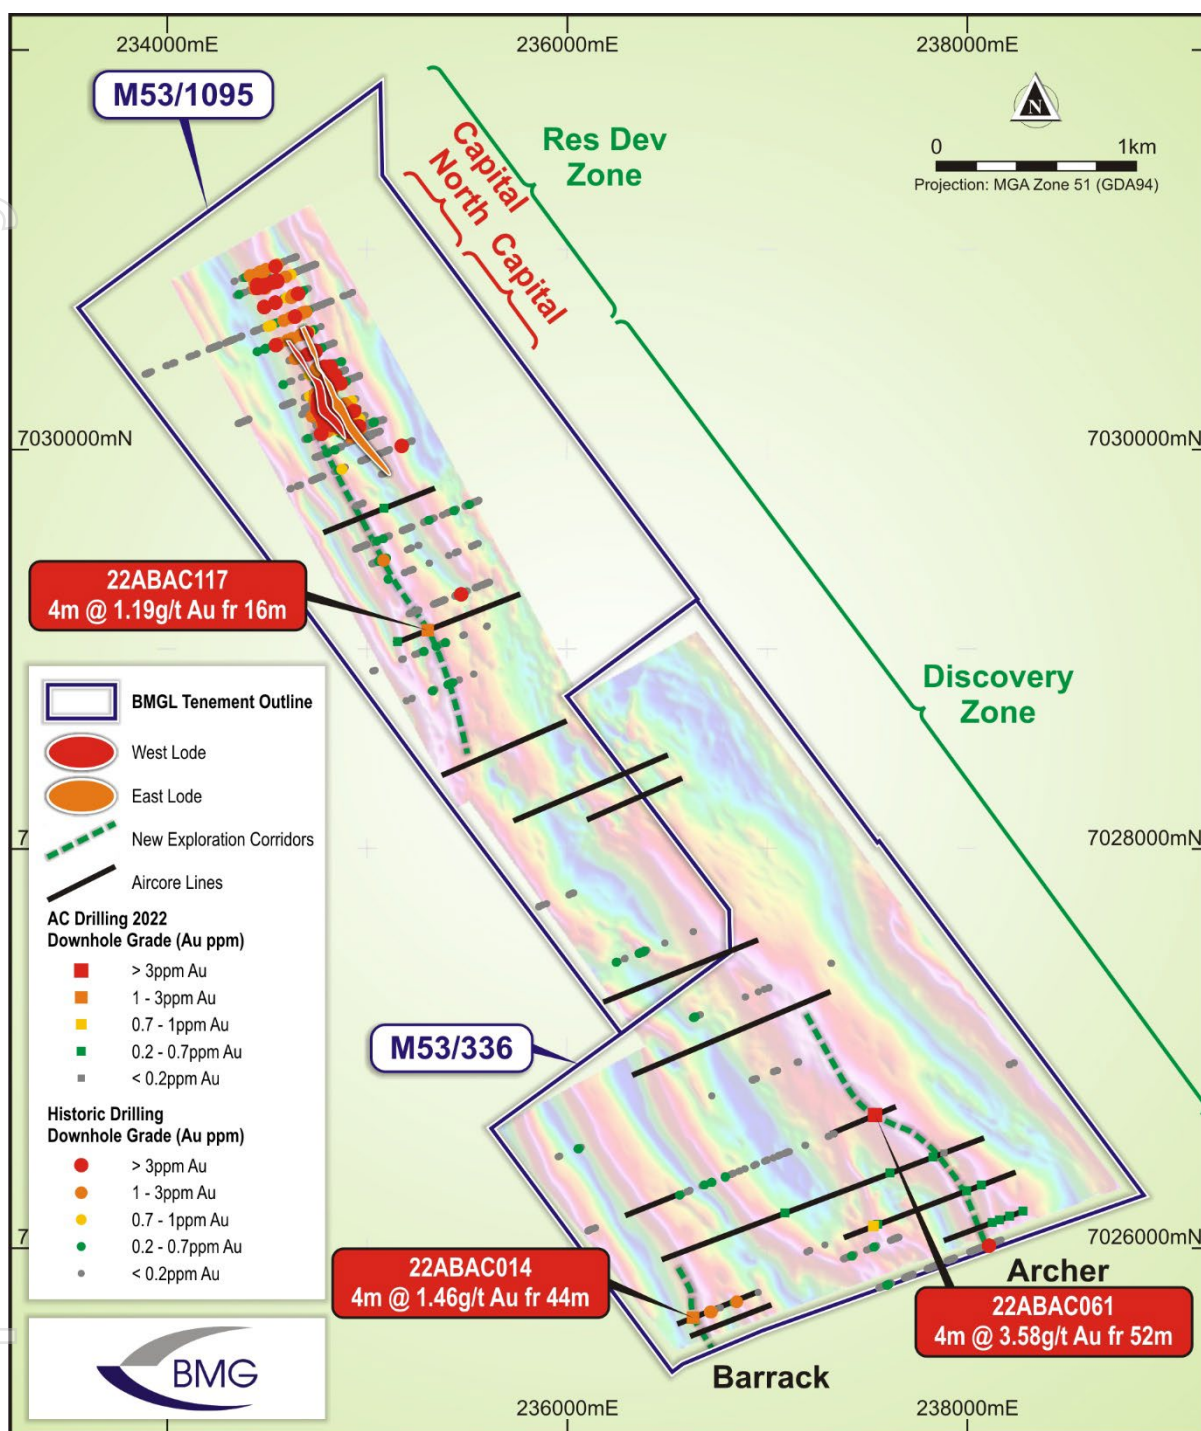 234000mE
236000mE
238000mE
M53/1095
Res Dev
Zone
Capital
North
Capital
N
0
1km
Projection: MGA Zone 51 (GDA94)
7030000mN
7030000mN
22ABAC117
4m @ 1.19g/t Au fr 16m
Discovery
Zone
BMGL Tenement Outline
West Lode
East Lode
New Exploration Corridors
Aircore Lines
AC Drilling 2022
Downhole Grade (Au ppm)
> 3ppm Au
1 - 3ppm Au
0.7 - 1ppm Au
0.2 - 0.7ppm Au
< 0.2ppm Au
Historic Drilling
Downhole Grade (Au ppm)
> 3ppm Au
1 - 3ppm Au
0.7 - 1ppm Au
0.2 - 0.7ppm Au
< 0.2ppm Au
7
7028000mN
M53/336
7
7026000mN
22ABAC014
4m @ 1.46g/t Au fr 44m
Archer
22ABAC061
4m @ 3.58g/t Au fr 52m
Barrack
BMG
236000mE
238000mE